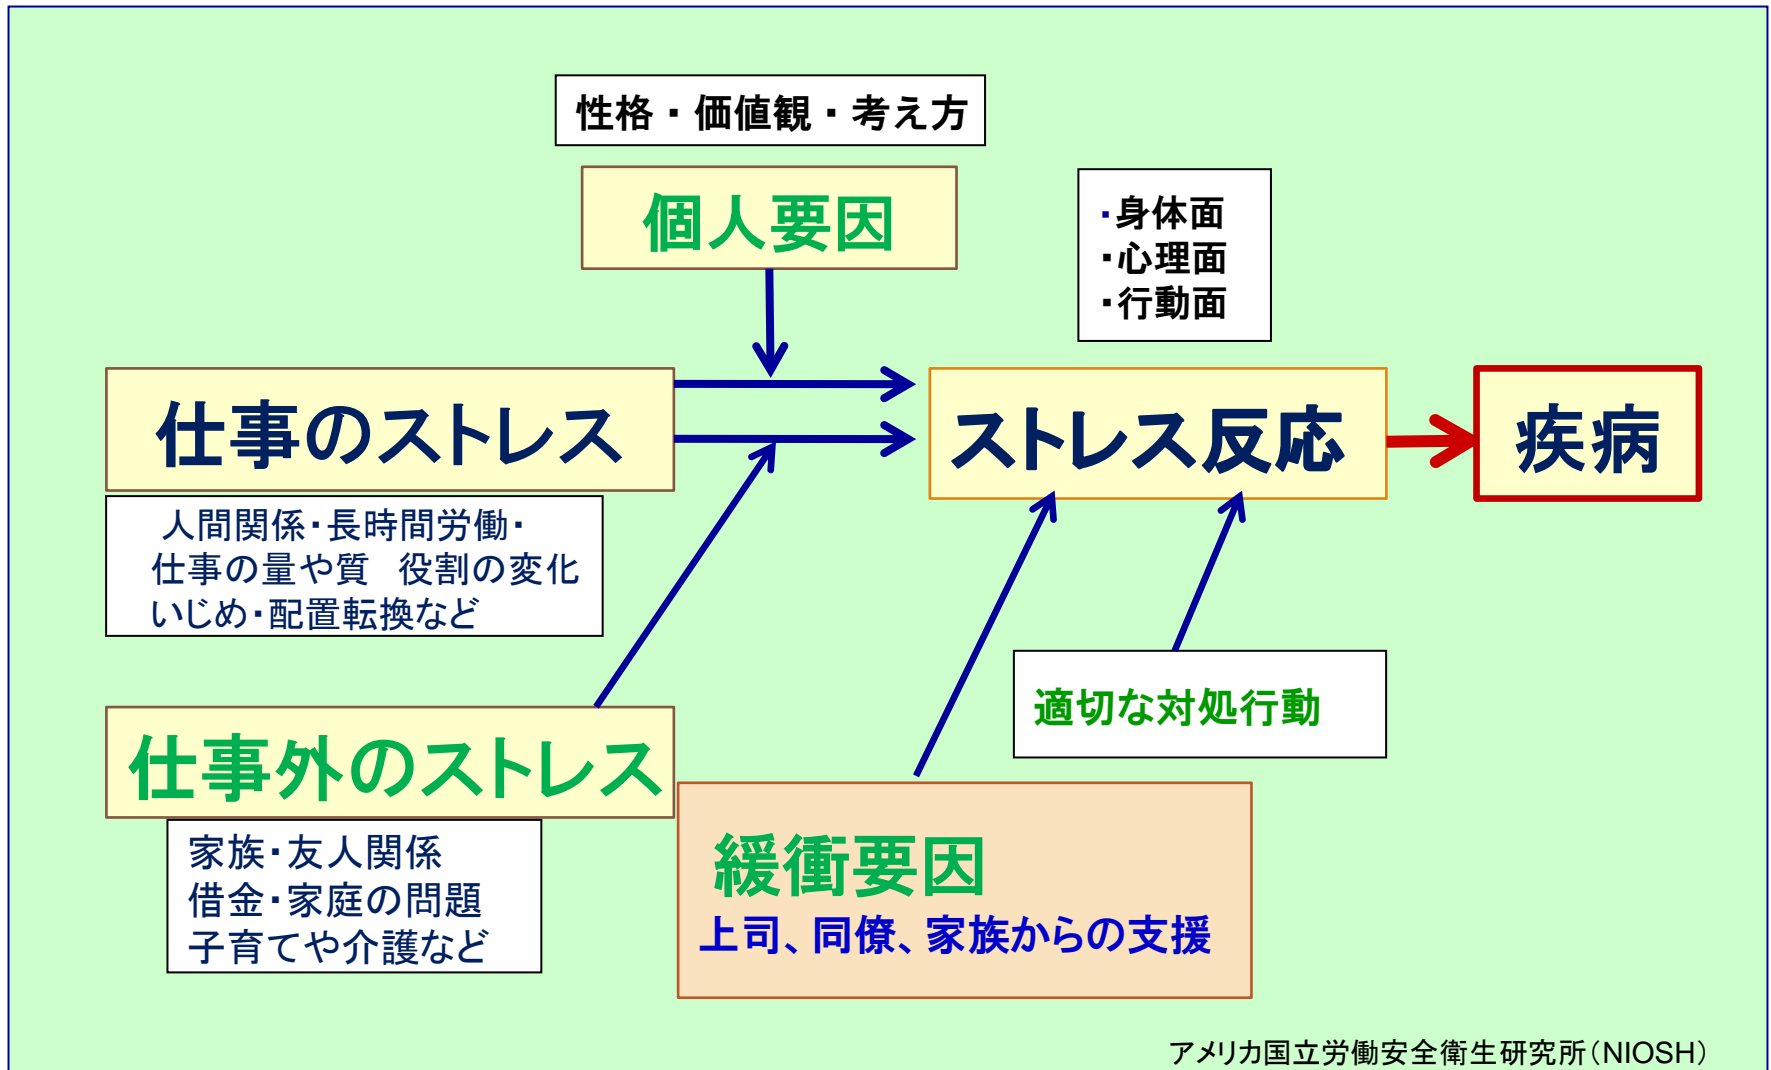 性格・価値観・考え方
個人要因
・身体面
・心理面
・行動面
仕事のストレス
ストレス反応
疾病
人間関係・長時間労働・
仕事の量や質　役割の変化
いじめ・配置転換など
適切な対処行動
仕事外のストレス
家族・友人関係
借金・家庭の問題
子育てや介護など
緩衝要因
上司、同僚、家族からの支援
アメリカ国立労働安全衛生研究所（NIOSH）